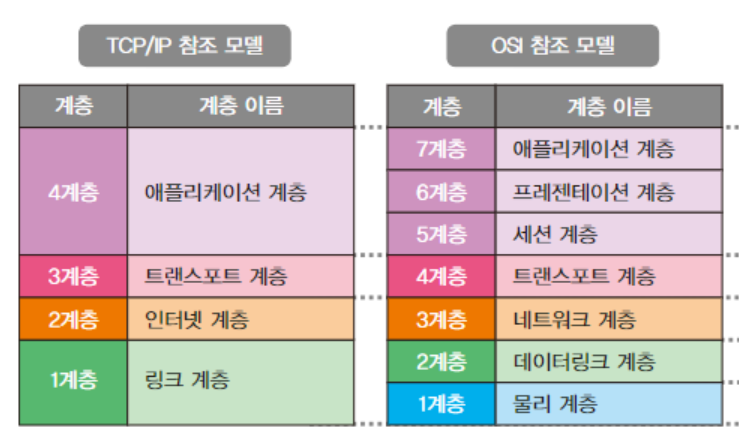 TCP/IP 참조 모델
계층 계층 이름
4계층 애플리케이션 계층
3계층 트랜스포트 계층
2계층 인터넷 계층
1계층 링크 계층
OSI 참조 모델
계층 계층 이름
7계층 애플리케이션 계층
6계층 프레젠테이션 계층
5계층 세션 계층
4계층 트랜스포트 계층
3계층 네트워크 계층
2계층 데이터링크 계층
1계층 물리 계층